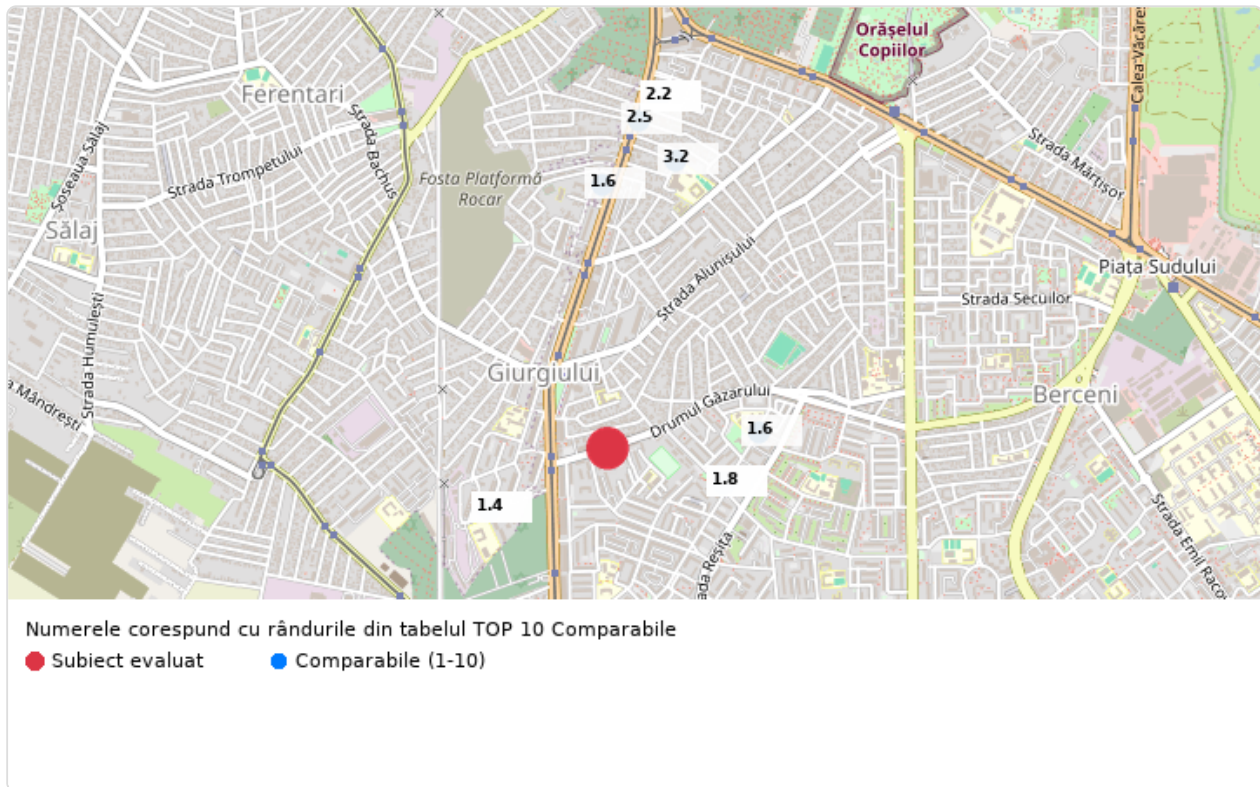 Orășelul
Copiilor
Calea Văcăre
2.2
Ferentari
2.5
Strada Bachus
Șoseaua Sălaj
Strada Mărțișor
3.2
Strada Trompetului
Fosta Platformă
Rocar
1.6
Sălaj
Strada Alunișului
Piața Sudului
Strada Secuilor
Strada Humulești
Giurgiului
a Mândrești
Drumul Găzarului
Berceni
1.6
1.8
1.4
Strada Emil Raco
ada Reșița
Numerele corespund cu rândurile din tabelul TOP 10 Comparabile
Subiect evaluat
Comparabile (1-10)